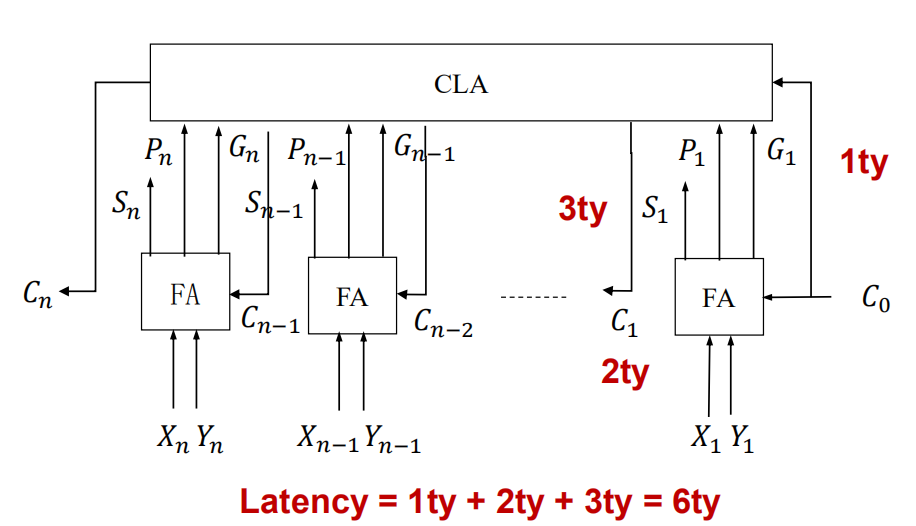 CLA
Pₙ Gₙ Pₙ₋₁ Gₙ₋₁ P₁ G₁ 1ty
Sₙ Sₙ₋₁ 3ty S₁
Cₙ FA Cₙ₋₁ FA Cₙ₋₂ C₁ FA C₀
2ty
Xₙ Yₙ Xₙ₋₁ Yₙ₋₁ X₁ Y₁
Latency = 1ty + 2ty + 3ty = 6ty